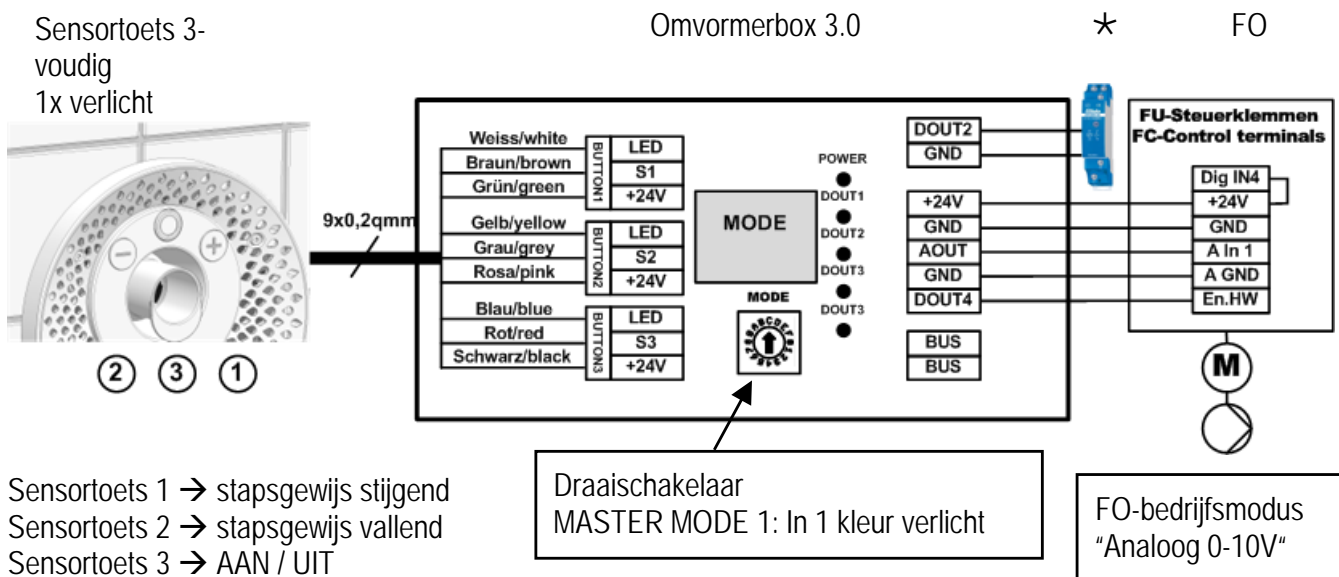 Sensortoets 3-
voudig
1x verlicht
Omvormerbox 3.0
*
FO
Weiss/white
Braun/brown
Grün/green
Gelb/yellow
Grau/grey
Rosa/pink
Blau/blue
Rot/red
Schwarz/black
9x0,2qmm
BUTTON1
LED
S1
+24V
BUTTON2
LED
S2
+24V
BUTTON3
LED
S3
+24V
MODE
MODE
POWER
DOUT1
DOUT2
DOUT3
DOUT3
DOUT2
GND
+24V
GND
AOUT
GND
DOUT4
BUS
BUS
FU-Steuerklemmen
FC-Control terminals
Dig IN4
+24V
GND
A In 1
A GND
En.HW
M
− +
2 3 1
Sensortoets 1 → stapsgewijs stijgend
Sensortoets 2 → stapsgewijs vallend
Sensortoets 3 → AAN / UIT
Draaischakelaar
MASTER MODE 1: In 1 kleur verlicht
FO-bedrijfsmodus
“Analoog 0-10V“